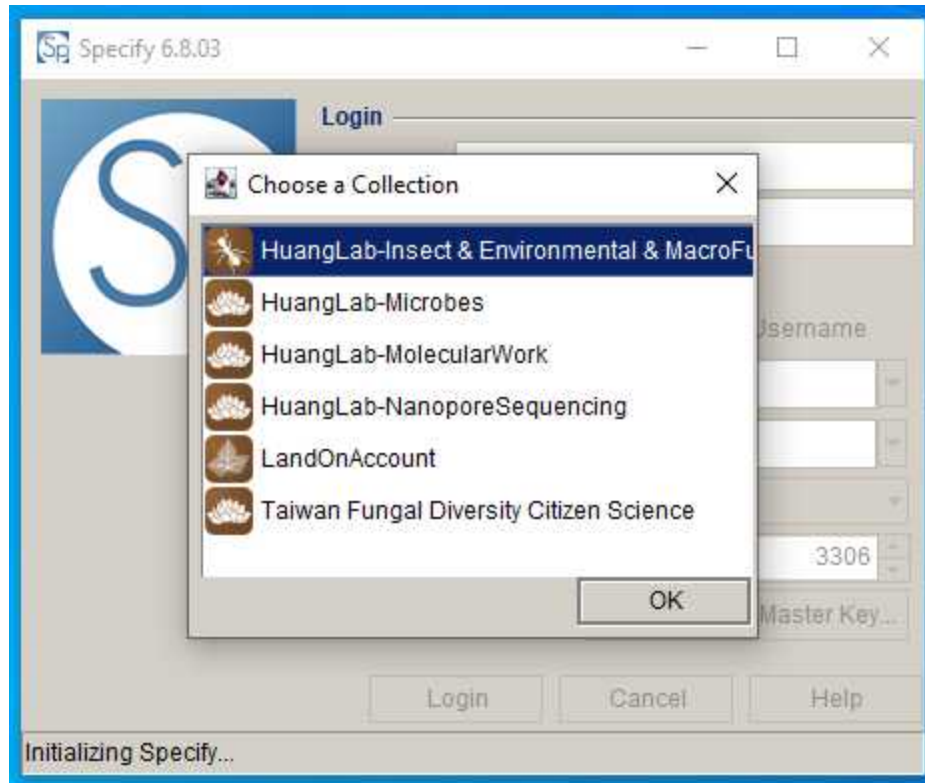 Sp Specify 6.8.03
Login
Choose a Collection
HuangLab-Insect & Environmental & MacroFu
HuangLab-Microbes
HuangLab-MolecularWork
HuangLab-NanoporeSequencing
LandOnAccount
Taiwan Fungal Diversity Citizen Science
OK
S
Username
3306
Master Key...
Login Cancel Help
Initializing Specify...